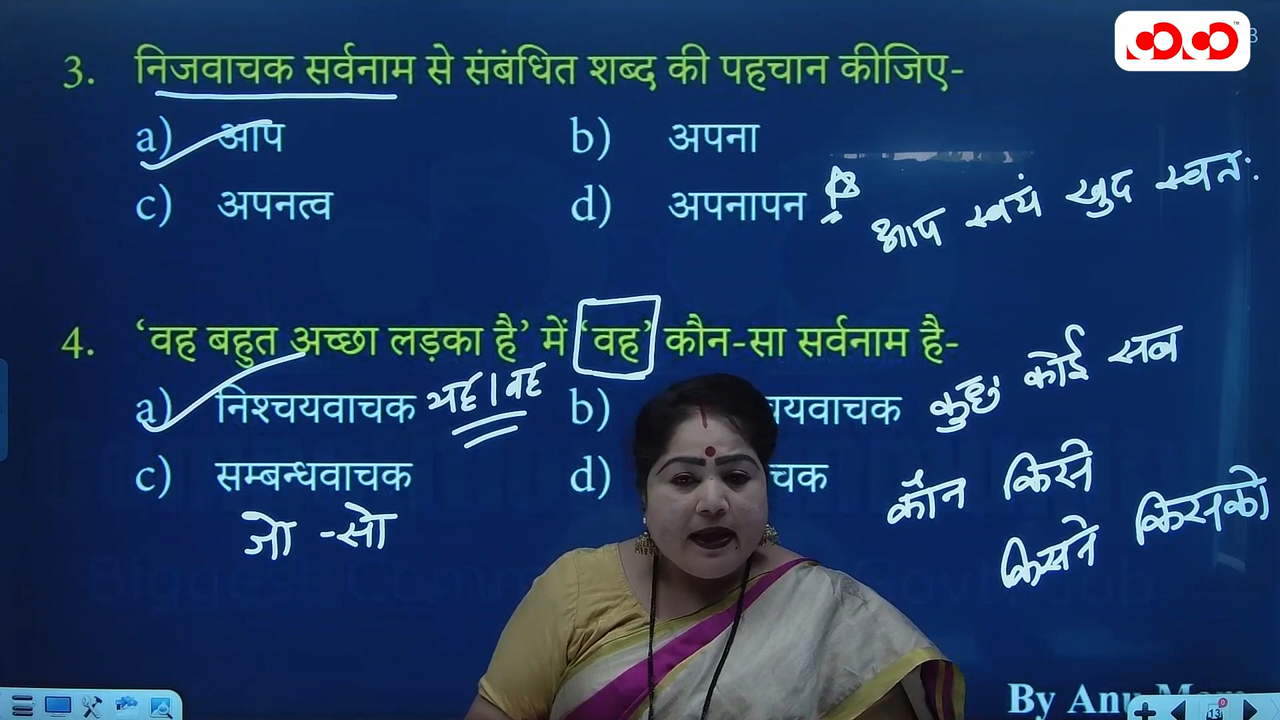 3. निजवाचक सर्वनाम से संबंधित शब्द की पहचान कीजिए-
a) आप b) अपना
c) अपनत्व d) अपनापन
आप स्वयं खुद स्वतः
4. ‘वह बहुत अच्छा लड़का है’ में ‘वह’ कौन-सा सर्वनाम है-
a) निश्चयवाचक यह । वह b) चयवाचक कुछ कोई सब
c) सम्बन्धवाचक d) चक कौन किसे
जो - सो किसने किसको
By Anu
13